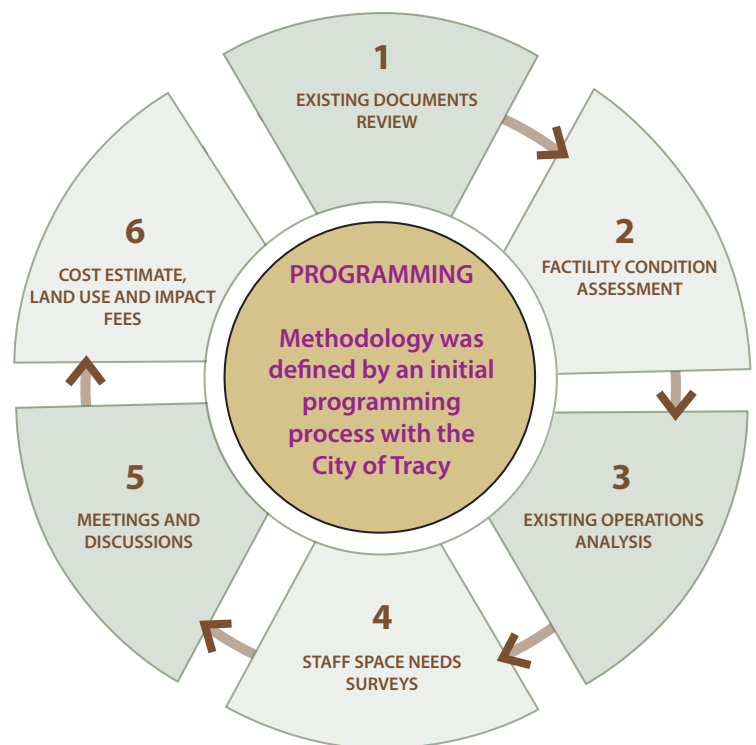 1
EXISTING DOCUMENTS
REVIEW
2
FACTILITY CONDITION
ASSESSMENT
3
EXISTING OPERATIONS
ANALYSIS
4
STAFF SPACE NEEDS
SURVEYS
5
MEETINGS AND
DISCUSSIONS
6
COST ESTIMATE,
LAND USE AND IMPACT
FEES
PROGRAMMING
Methodology was
defined by an initial
programming
process with the
City of Tracy